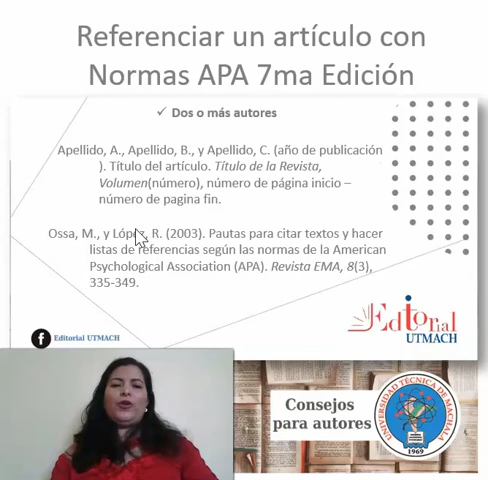 Referenciar un artículo con
Normas APA 7ma Edición
✓ Dos o más autores
Apellido, A., Apellido, B., y Apellido, C. (año de publicación
). Título del artículo. Título de la Revista,
Volumen(número), número de página inicio –
número de pagina fin.
Ossa, M., y López, R. (2003). Pautas para citar textos y hacer
listas de referencias según las normas de la American
Psychological Association (APA). Revista EMA, 8(3),
335-349.
Editorial UTMACH
Editorial
UTMACH
Consejos
para autores
UNIVERSIDAD TÉCNICA DE MACHALA
1969